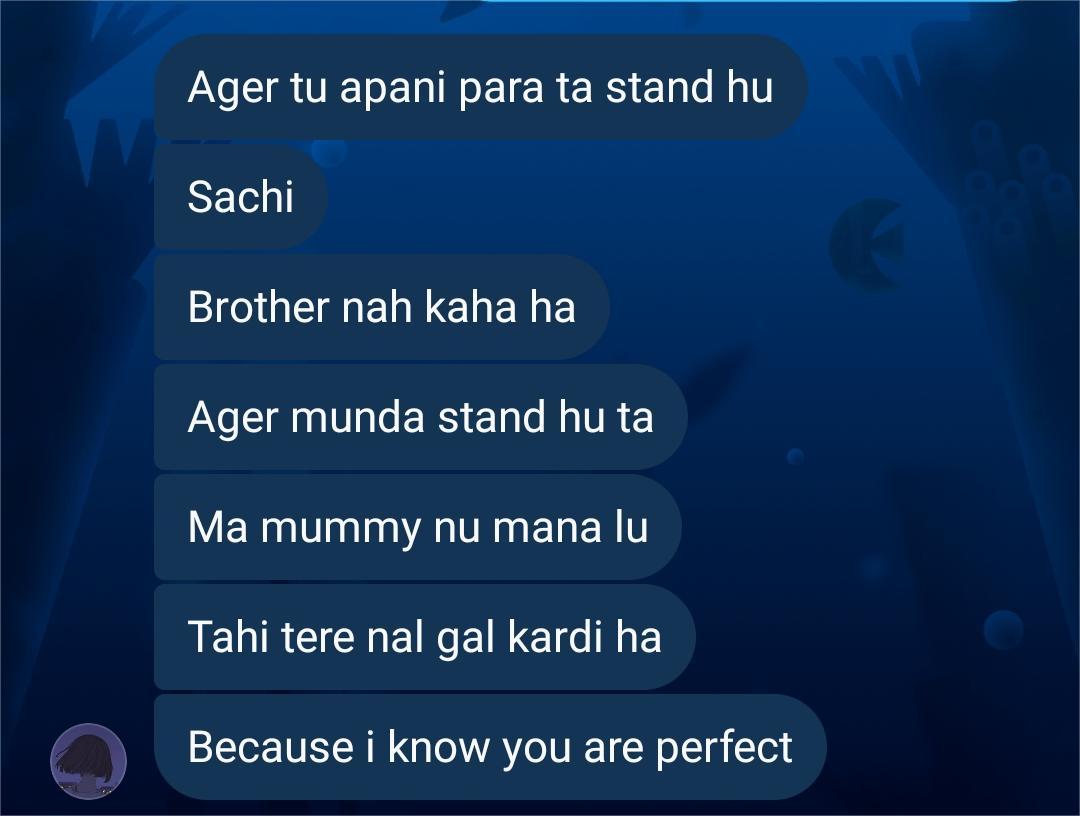 Ager tu apani para ta stand hu
Sachi
Brother nah kaha ha
Ager munda stand hu ta
Ma mummy nu mana lu
Tahi tere nal gal kardi ha
Because i know you are perfect